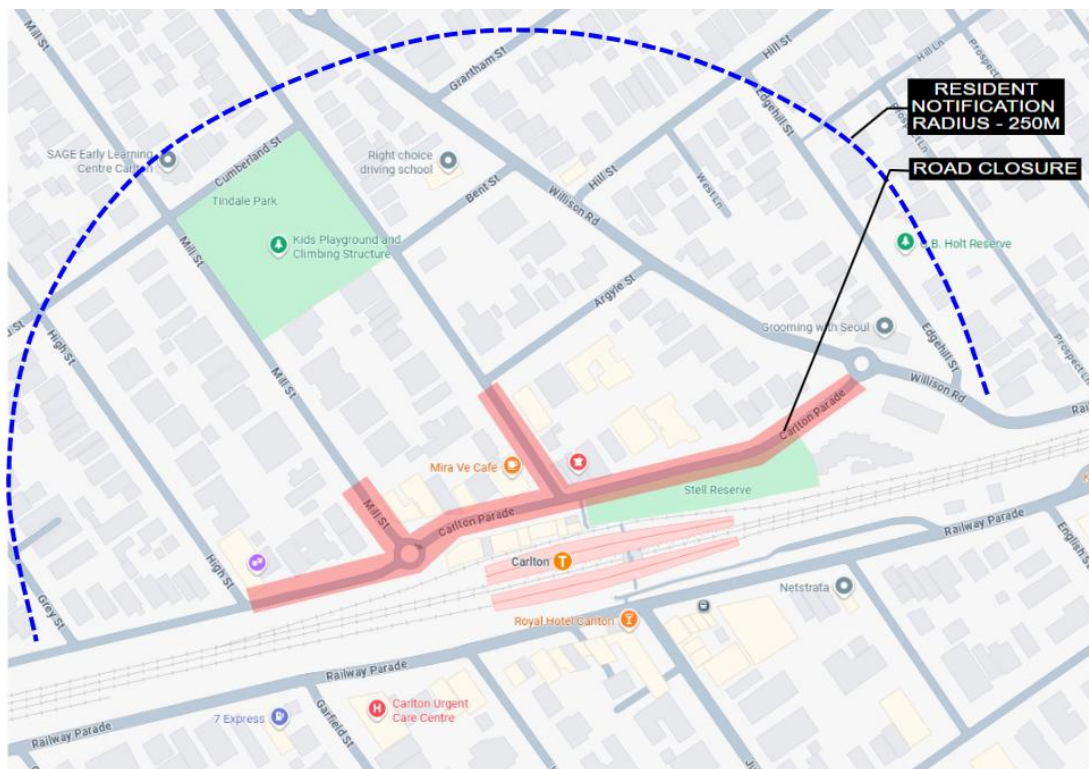 Mill St
Grantham St
Hill St
Hill Ln
Prospect
Prospect Ln
Edgehill St
RESIDENT
NOTIFICATION
RADIUS - 250M
SAGE Early Learning
Centre Carlton
Cumberland St
Right choice
driving school
ROAD CLOSURE
Tindale Park
Bent St
Hill St
West Ln
Willison Rd
Kids Playground and
Climbing Structure
B. Holt Reserve
Mill St
Argyle St
High St
Grooming with Seoul
Edgehill St
Prospect Ln
Mill St
Willison Rd
Carlton Parade
Mira Ve Cafe
Stell Reserve
Mill St
Carlton Parade
Railway Parade
Carlton
T
High St
English St
Grey St
Netstrata
Royal Hotel Carlton
Railway Parade
Carlton Urgent
Care Centre
H
7 Express
Garfield St
Railway Parade